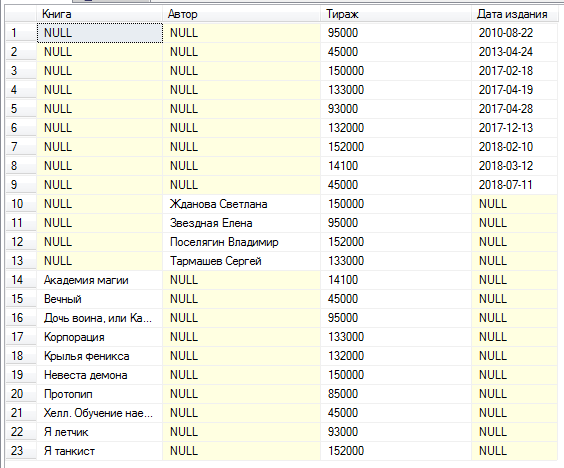 Книга Автор Тираж Дата издания
1 NULL NULL 95000 2010-08-22
2 NULL NULL 45000 2013-04-24
3 NULL NULL 150000 2017-02-18
4 NULL NULL 133000 2017-04-19
5 NULL NULL 93000 2017-04-28
6 NULL NULL 132000 2017-12-13
7 NULL NULL 152000 2018-02-10
8 NULL NULL 14100 2018-03-12
9 NULL NULL 45000 2018-07-11
10 NULL Жданова Светлана 150000 NULL
11 NULL Звездная Елена 95000 NULL
12 NULL Поселягин Владимир 152000 NULL
13 NULL Тармашев Сергей 133000 NULL
14 Академия магии NULL 14100 NULL
15 Вечный NULL 45000 NULL
16 Дочь воина, или Ка... NULL 95000 NULL
17 Корпорация NULL 133000 NULL
18 Крылья феникса NULL 132000 NULL
19 Невеста демона NULL 150000 NULL
20 Протопип NULL 85000 NULL
21 Хелл. Обучение нае... NULL 45000 NULL
22 Я летчик NULL 93000 NULL
23 Я танкист NULL 152000 NULL